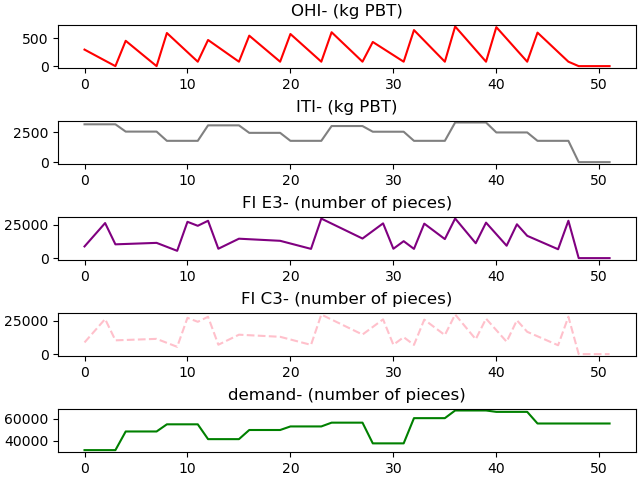 OHI- (kg PBT)
500
0
0 10 20 30 40 50
ITI- (kg PBT)
2500
0
0 10 20 30 40 50
FI E3- (number of pieces)
25000
0
0 10 20 30 40 50
FI C3- (number of pieces)
25000
0
0 10 20 30 40 50
demand- (number of pieces)
60000
40000
0 10 20 30 40 50